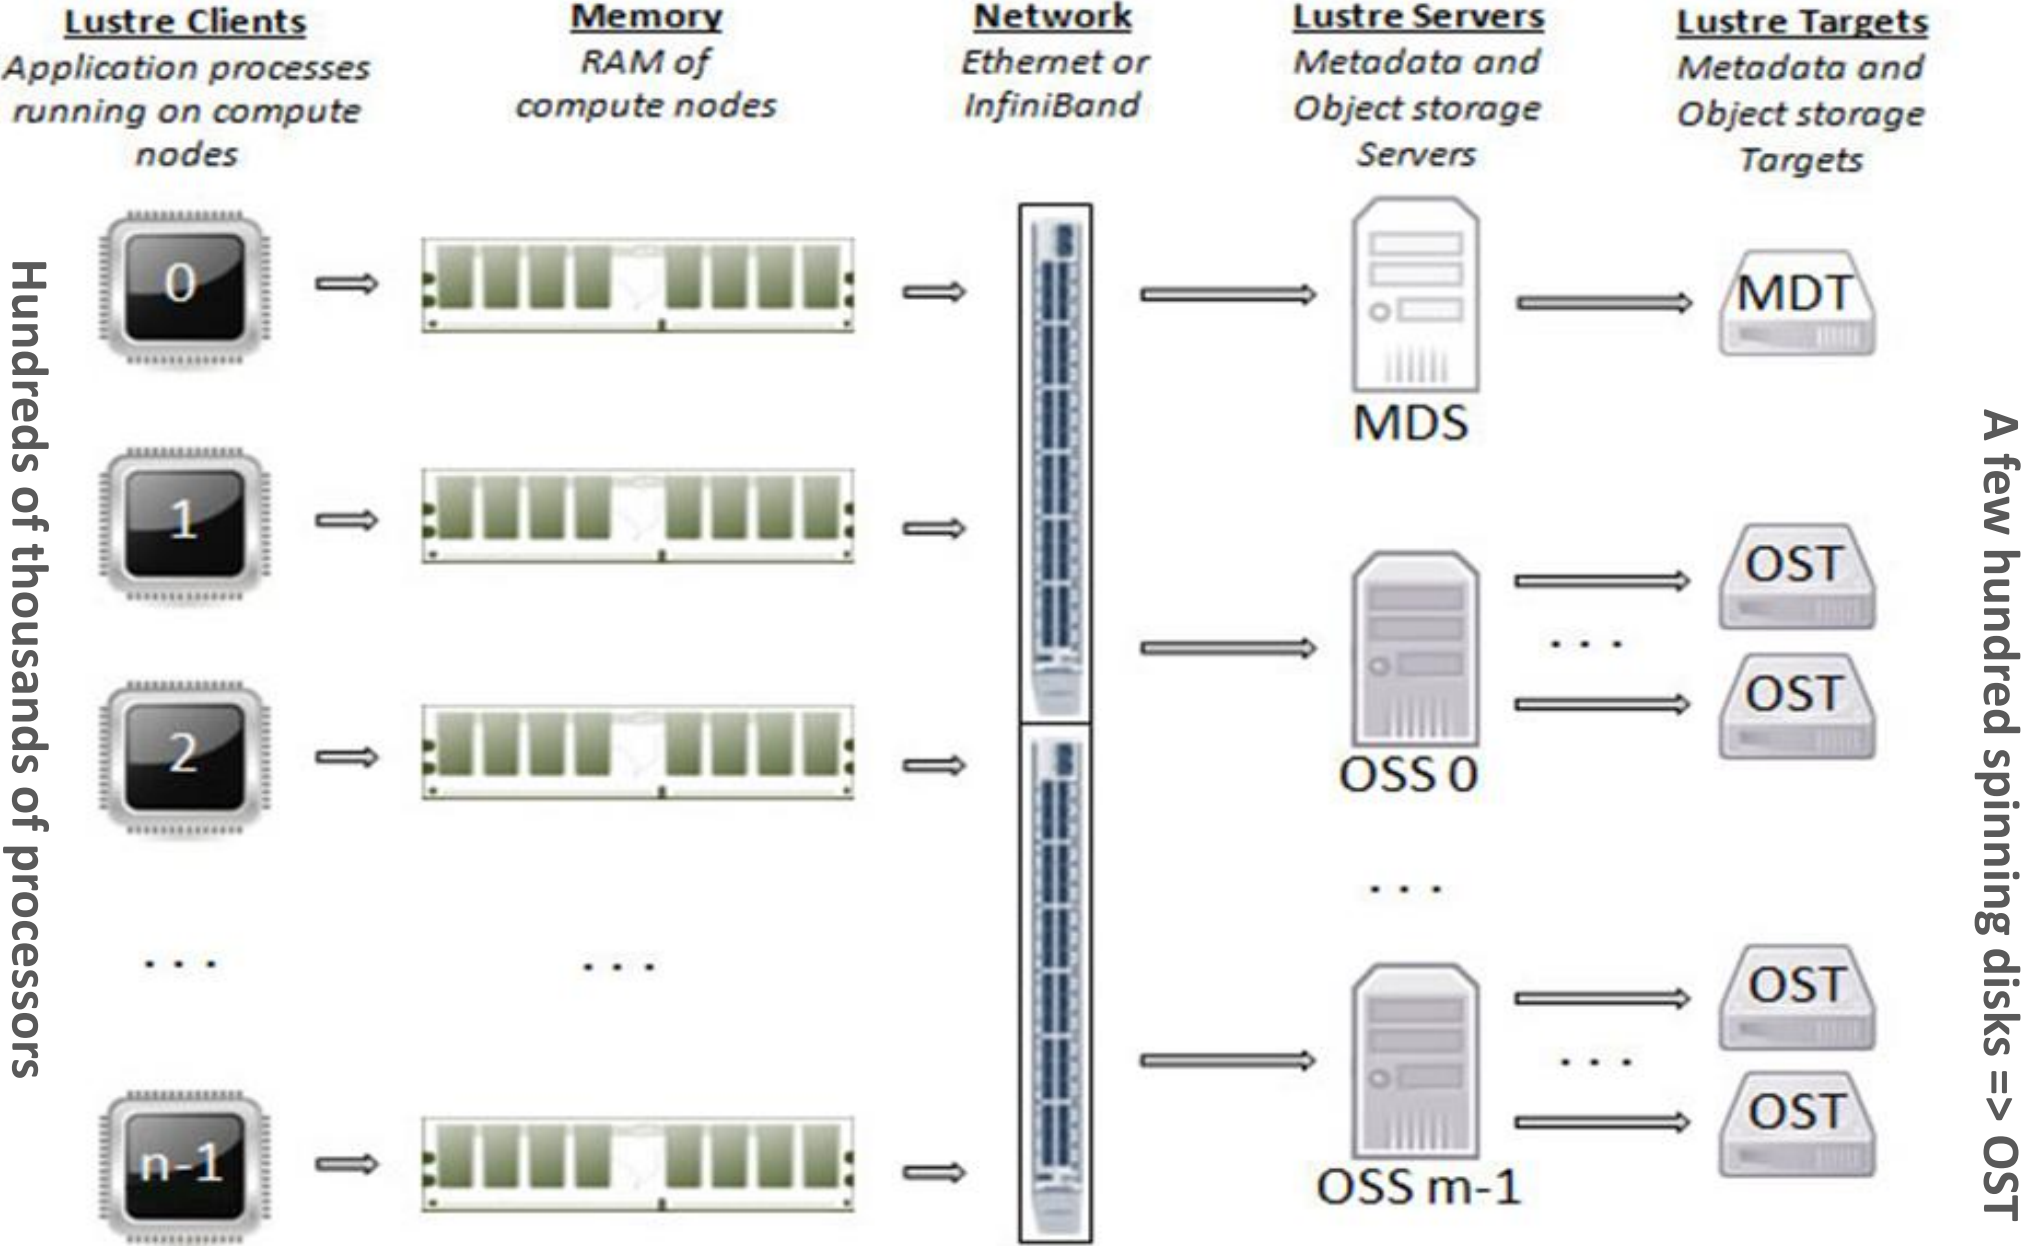 Lustre Clients
Application processes
running on compute
nodes
Memory
RAM of
compute nodes
Network
Ethernet or
InfiniBand
Lustre Servers
Metadata and
Object storage
Servers
Lustre Targets
Metadata and
Object storage
Targets
Hundreds of thousands of processors
0
1
2
. . .
n-1
. . .
MDS
OSS 0
. . .
OSS m-1
MDT
OST
. . .
OST
OST
. . .
OST
A few hundred spinning disks => OST